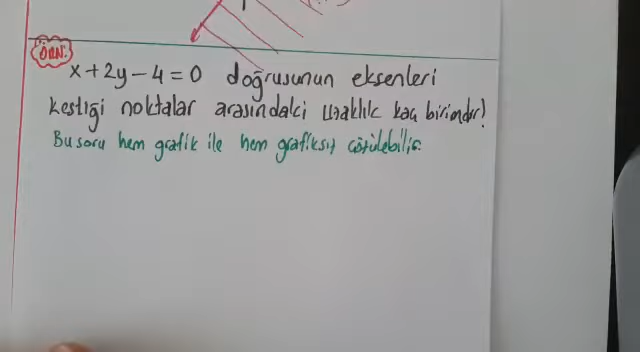 ÖRN:
x+2y-4=0 doğrusunun eksenleri
kestiği noktalar arasındaki uzaklık kaç birimdir?
Bu soru hem grafik ile hem grafiksiz çözülebilir.